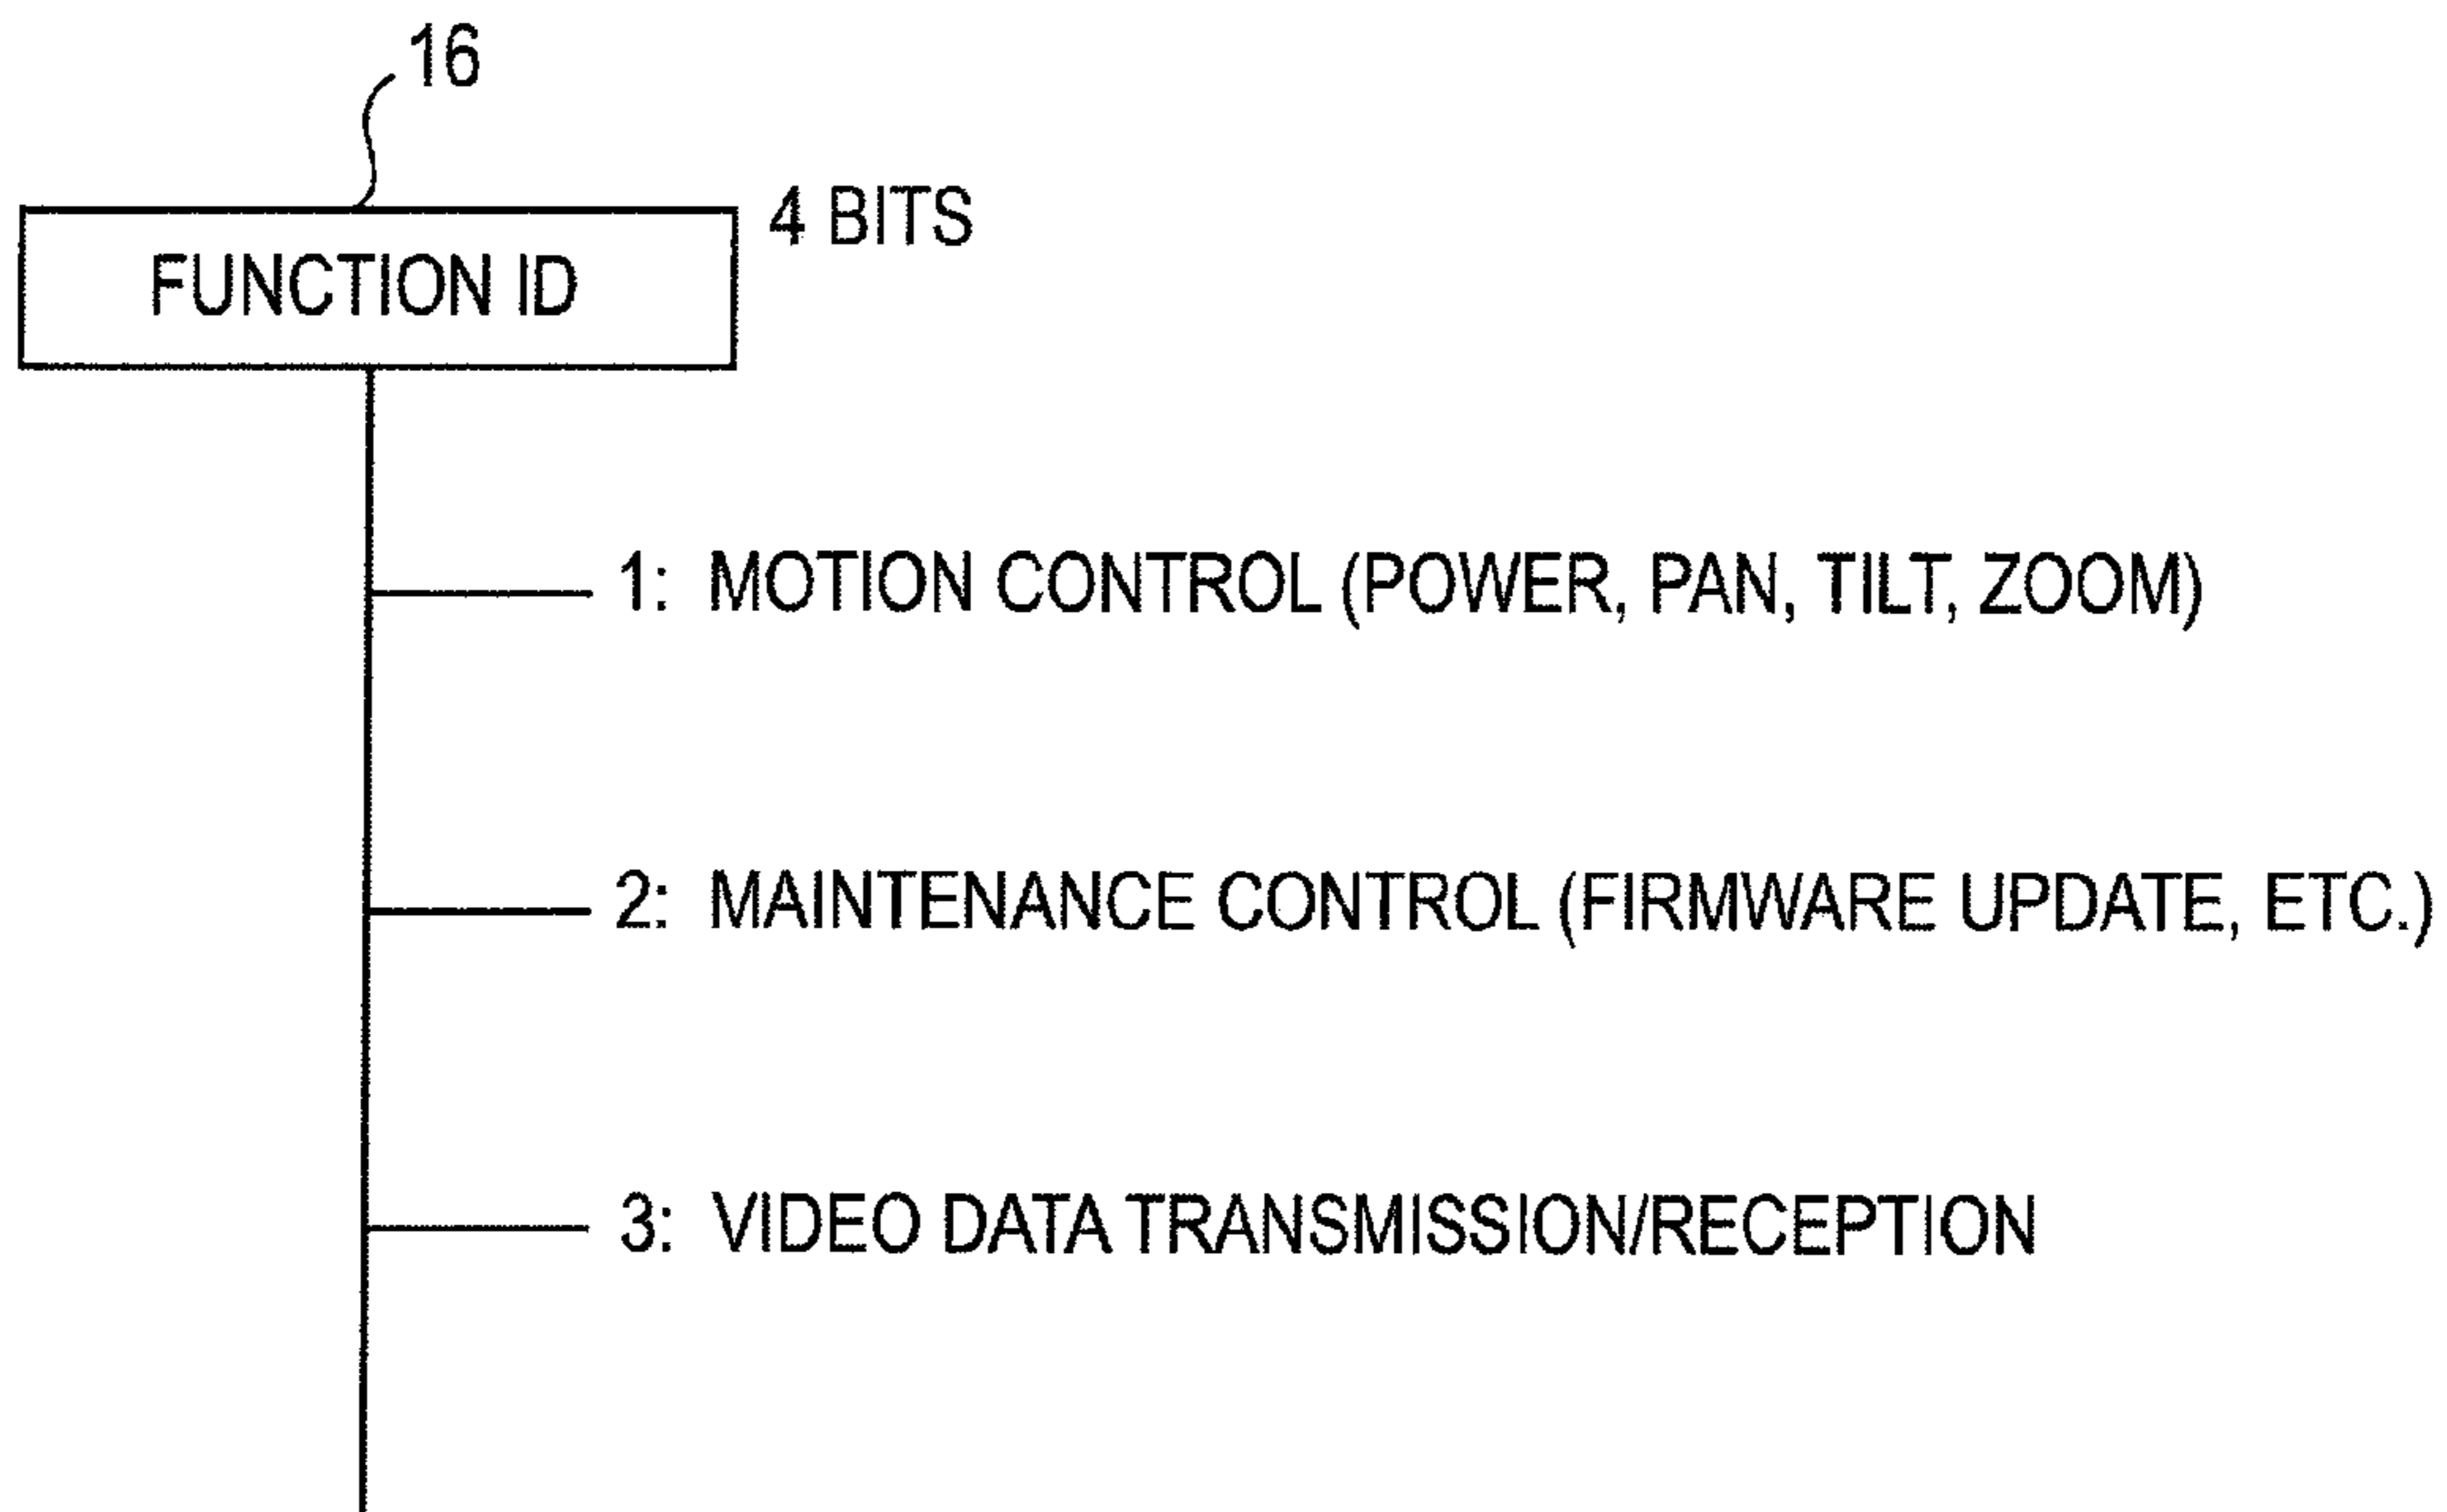 16
4 BITS
FUNCTION ID
1: MOTION CONTROL (POWER, PAN, TILT, ZOOM)
2: MAINTENANCE CONTROL (FIRMWARE UPDATE, ETC.)
3: VIDEO DATA TRANSMISSION/RECEPTION